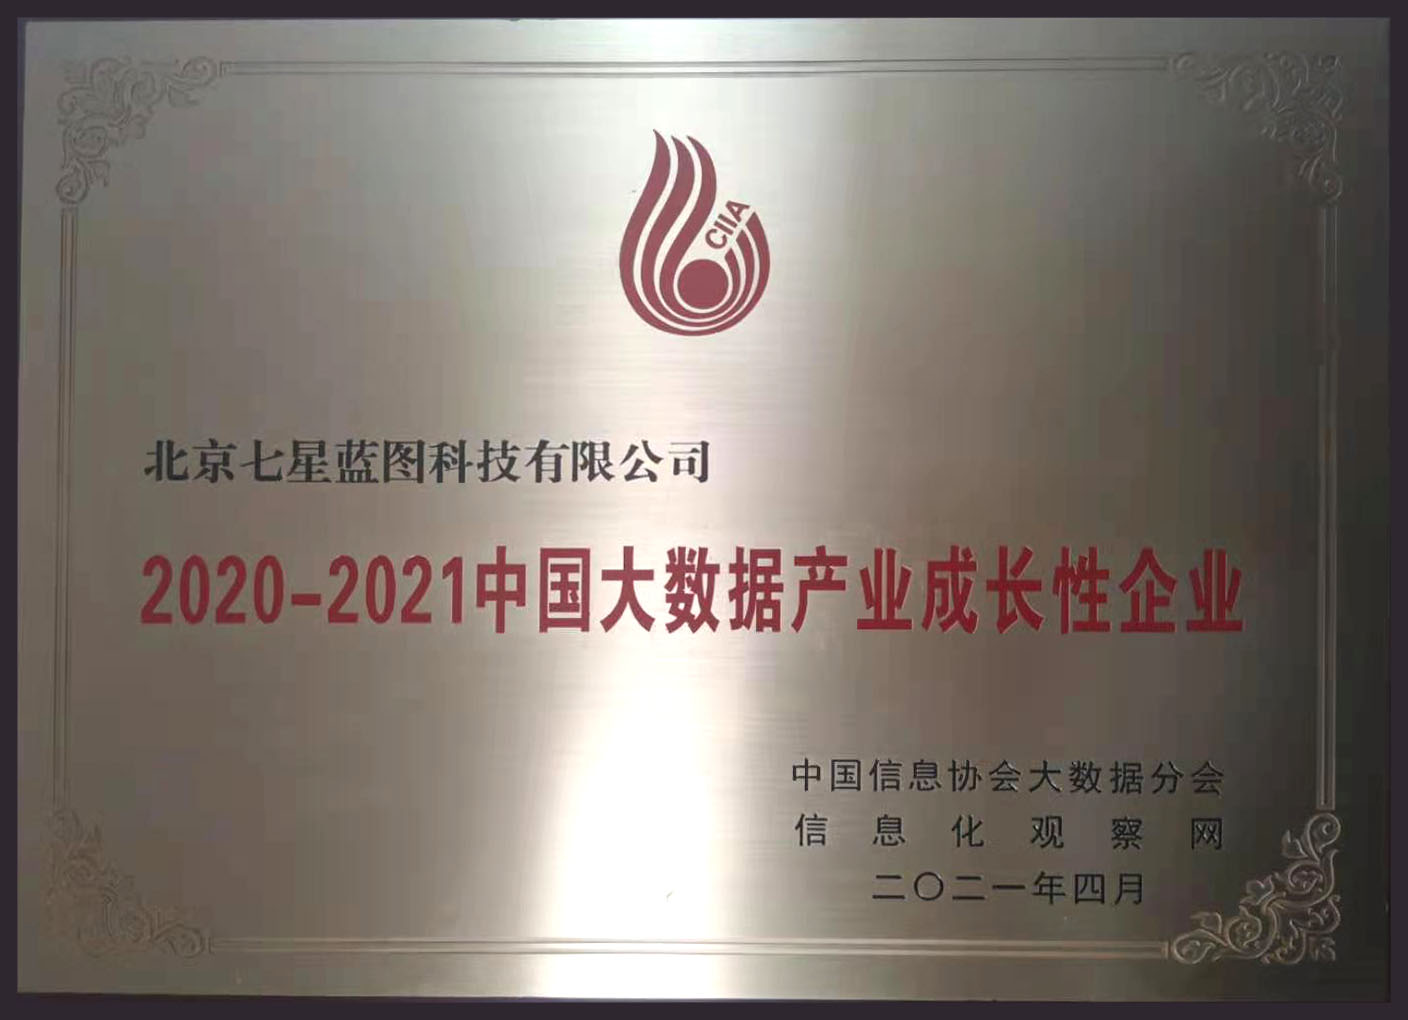 CIIA
北京七星蓝图科技有限公司
2020-2021中国大数据产业成长性企业
中国信息协会大数据分会
信息化观察网
二〇二一年四月